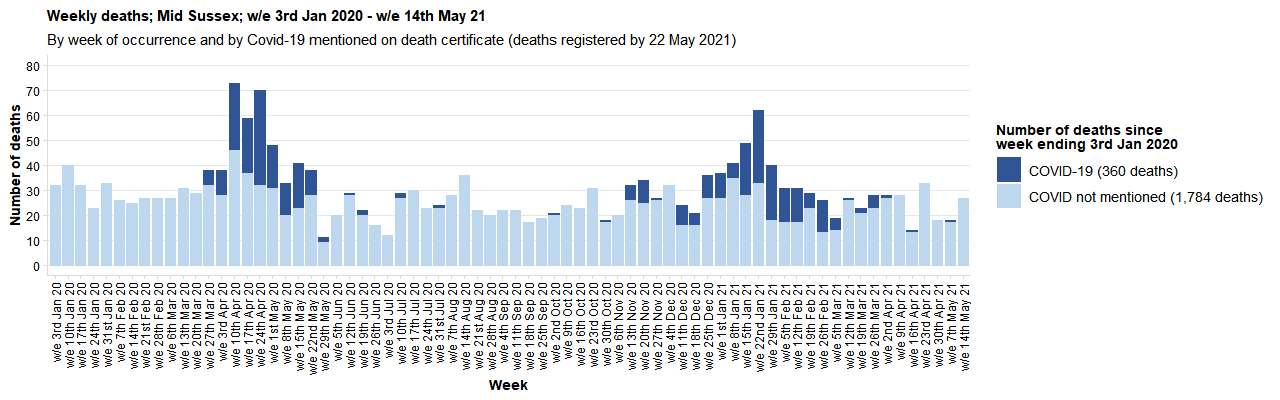 Weekly deaths; Mid Sussex; w/e 3rd Jan 2020 - w/e 14th May 21
By week of occurrence and by Covid-19 mentioned on death certificate (deaths registered by 22 May 2021)
Number of deaths
80
70
60
50
40
30
20
10
0
w/e 3rd Jan 20
w/e 10th Jan 20
w/e 17th Jan 20
w/e 24th Jan 20
w/e 31st Jan 20
w/e 7th Feb 20
w/e 14th Feb 20
w/e 21st Feb 20
w/e 28th Feb 20
w/e 6th Mar 20
w/e 13th Mar 20
w/e 20th Mar 20
w/e 27th Mar 20
w/e 3rd Apr 20
w/e 10th Apr 20
w/e 17th Apr 20
w/e 24th Apr 20
w/e 1st May 20
w/e 8th May 20
w/e 15th May 20
w/e 22nd May 20
w/e 29th May 20
w/e 5th Jun 20
w/e 12th Jun 20
w/e 19th Jun 20
w/e 26th Jun 20
w/e 3rd Jul 20
w/e 10th Jul 20
w/e 17th Jul 20
w/e 24th Jul 20
w/e 31st Jul 20
w/e 7th Aug 20
w/e 14th Aug 20
w/e 21st Aug 20
w/e 28th Aug 20
w/e 4th Sep 20
w/e 11th Sep 20
w/e 18th Sep 20
w/e 25th Sep 20
w/e 2nd Oct 20
w/e 9th Oct 20
w/e 16th Oct 20
w/e 23rd Oct 20
w/e 30th Oct 20
w/e 6th Nov 20
w/e 13th Nov 20
w/e 20th Nov 20
w/e 27th Nov 20
w/e 4th Dec 20
w/e 11th Dec 20
w/e 18th Dec 20
w/e 25th Dec 20
w/e 1st Jan 21
w/e 8th Jan 21
w/e 15th Jan 21
w/e 22nd Jan 21
w/e 29th Jan 21
w/e 5th Feb 21
w/e 12th Feb 21
w/e 19th Feb 21
w/e 26th Feb 21
w/e 5th Mar 21
w/e 12th Mar 21
w/e 19th Mar 21
w/e 26th Mar 21
w/e 2nd Apr 21
w/e 9th Apr 21
w/e 16th Apr 21
w/e 23rd Apr 21
w/e 30th Apr 21
w/e 7th May 21
w/e 14th May 21
Week
Number of deaths since
week ending 3rd Jan 2020
COVID-19 (360 deaths)
COVID not mentioned (1,784 deaths)